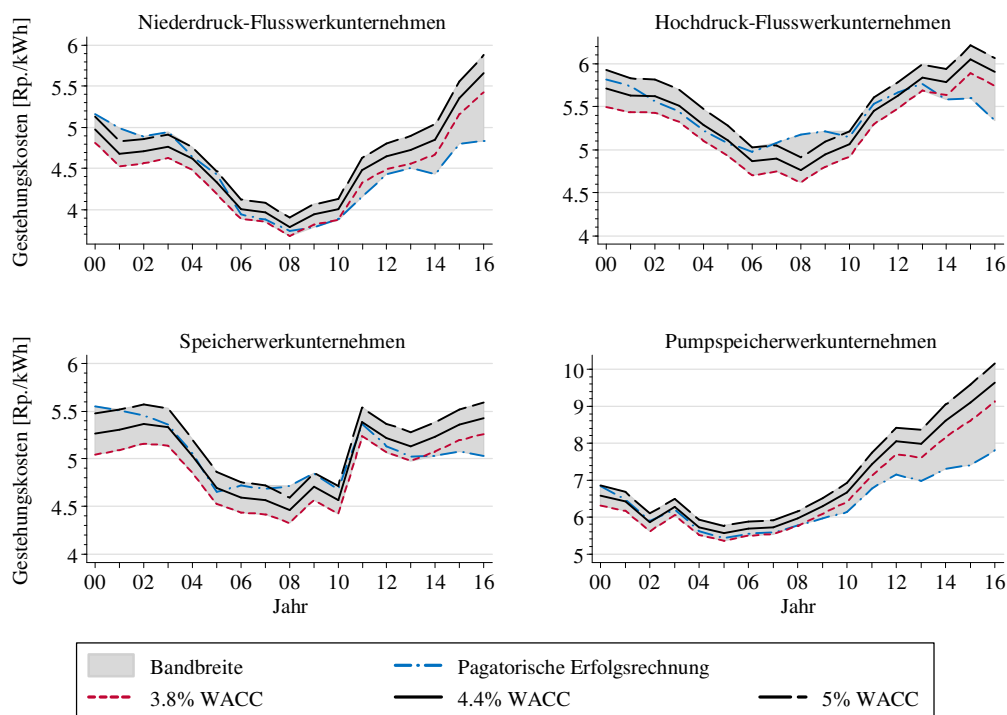 Niederdruck-Flusswerkunternehmen
Gestehungskosten [Rp./kWh]
6
5.5
5
4.5
4
00 02 04 06 08 10 12 14 16
Hochdruck-Flusswerkunternehmen
6
5.5
5
4.5
4
00 02 04 06 08 10 12 14 16
Speicherwerkunternehmen
Gestehungskosten [Rp./kWh]
6
5.5
5
4.5
4
00 02 04 06 08 10 12 14 16
Jahr
Pumpspeicherwerkunternehmen
10
9
8
7
6
5
00 02 04 06 08 10 12 14 16
Jahr
Bandbreite Pagatorische Erfolgsrechnung
3.8% WACC 4.4% WACC 5% WACC